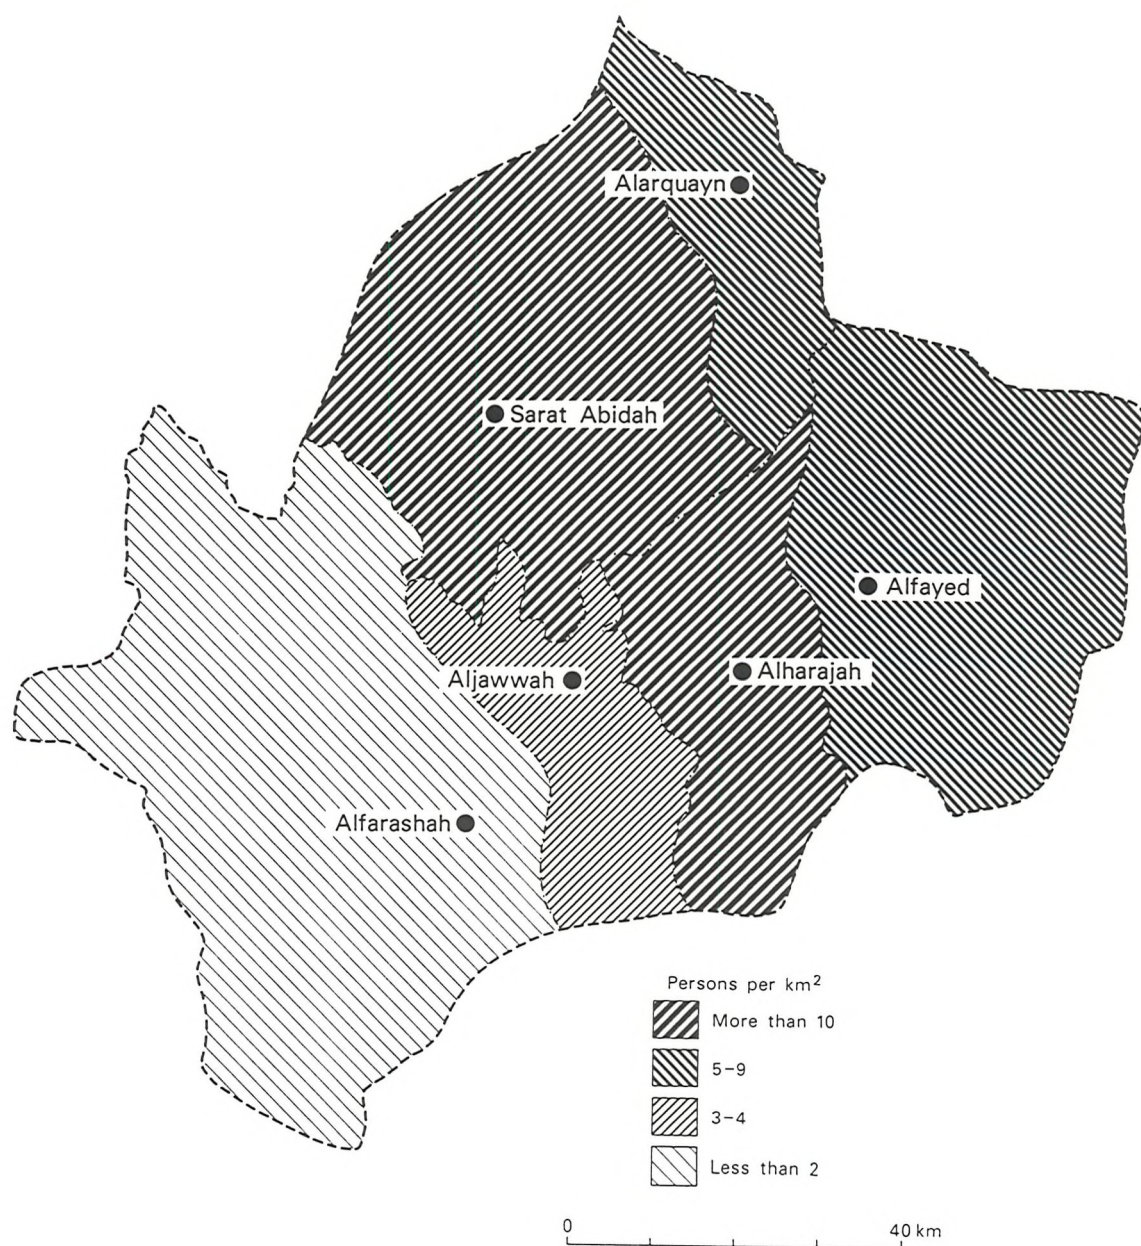 Alarquayn
Sarat Abidah
Alfayed
Alharajah
Aljawwah
Alfarashah
Persons per km²
More than 10
5-9
3-4
Less than 2
0 40 km